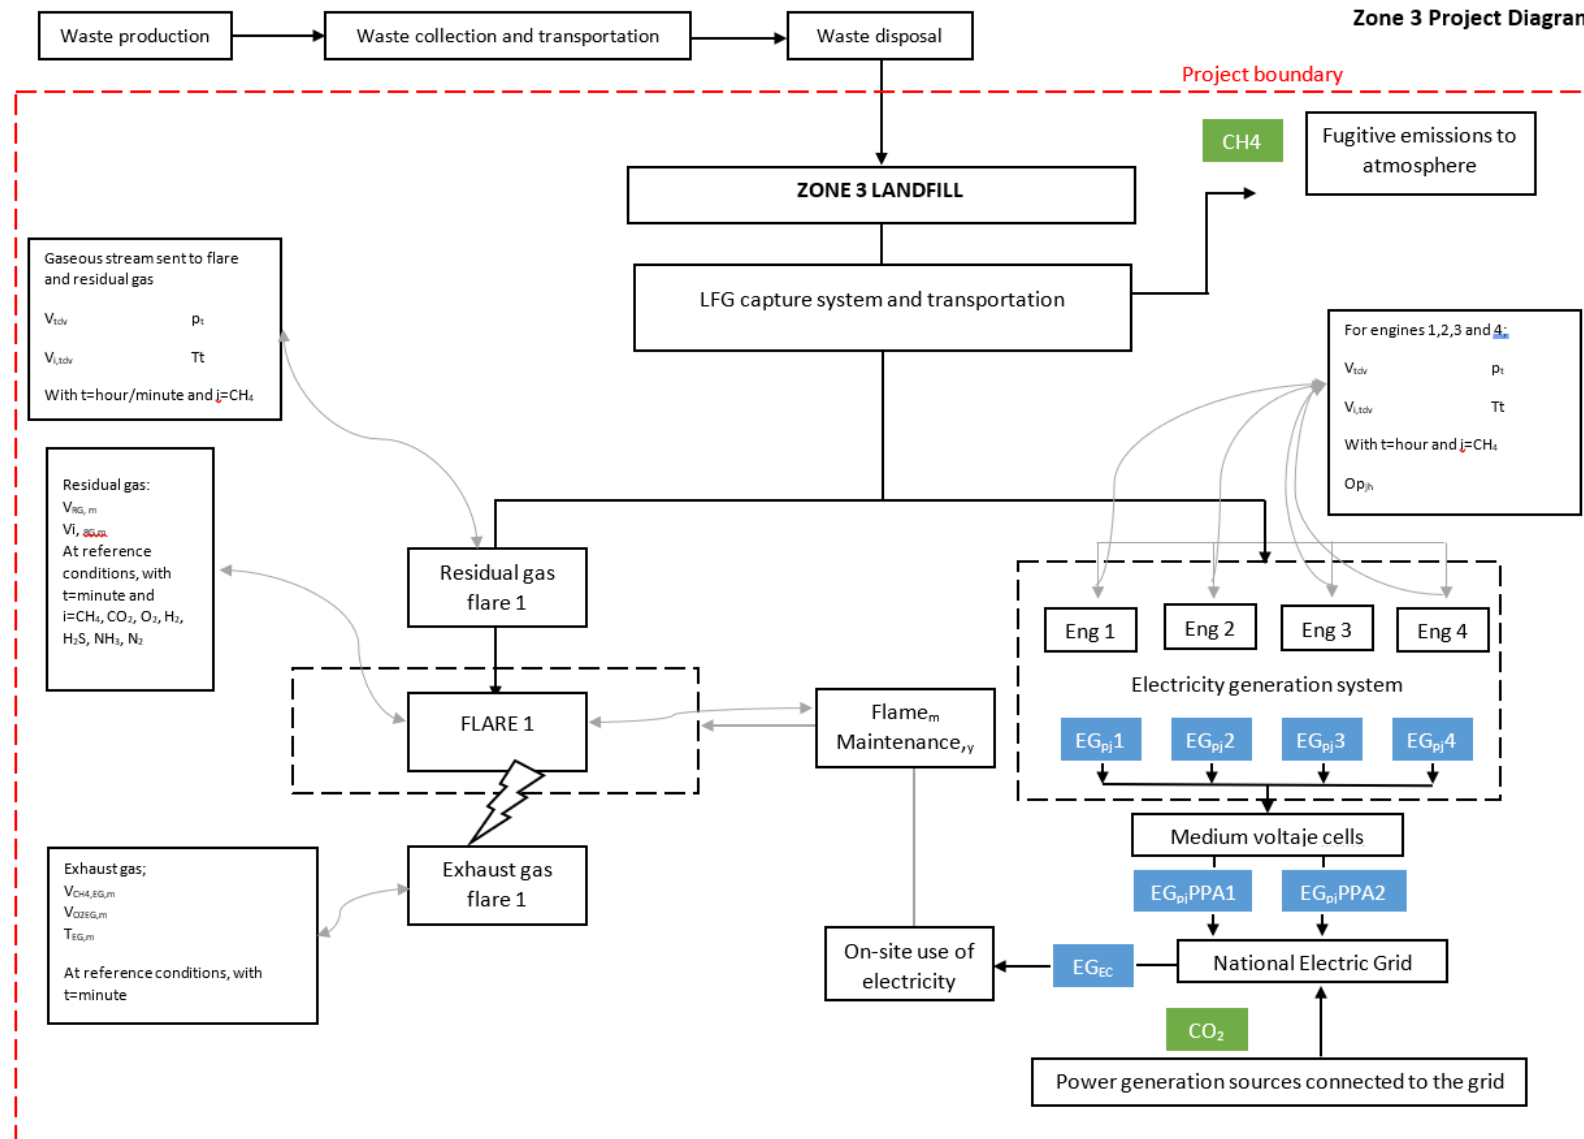 Zone 3 Project Diagram
Waste production
Waste collection and transportation
Waste disposal
Project boundary
CH4
Fugitive emissions to
atmosphere
ZONE 3 LANDFILL
LFG capture system and transportation
Gaseous stream sent to flare
and residual gas
Vtdv pt
Vi,tdv Tt
With t=hour/minute and i=CH₄
For engines 1,2,3 and 4;
Vtdv pt
Vi,tdv Tt
With t=hour and i=CH₄
Opjh
Residual gas:
VRG, m
Vi, RG,m
At reference
conditions, with
t=minute and
i=CH₄, CO₂, O₂, H₂,
H₂S, NH₃, N₂
Residual gas
flare 1
Eng 1
Eng 2
Eng 3
Eng 4
Electricity generation system
FLARE 1
Flameₘ
Maintenance,y
EGpj1
EGpj2
EGpj3
EGpj4
Medium voltaje cells
Exhaust gas;
VCH4,EG,m
VO2EG,m
TEG,m
At reference conditions, with
t=minute
Exhaust gas
flare 1
EGpjPPA1
EGpjPPA2
On-site use of
electricity
EGEC
National Electric Grid
CO₂
Power generation sources connected to the grid